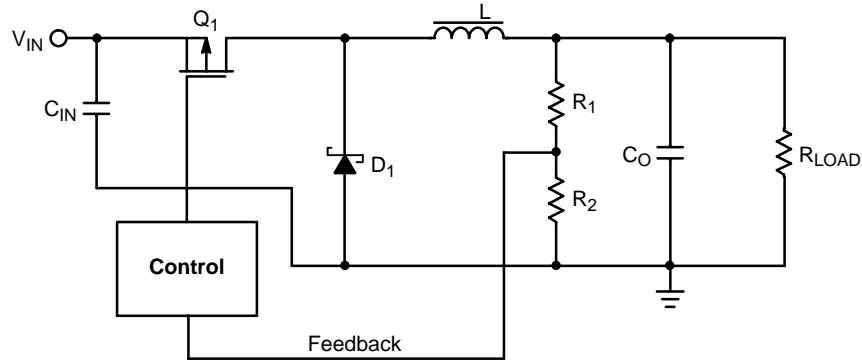 Q1
L
VIN
CIN
R1
D1
CO
RLOAD
R2
Control
Feedback